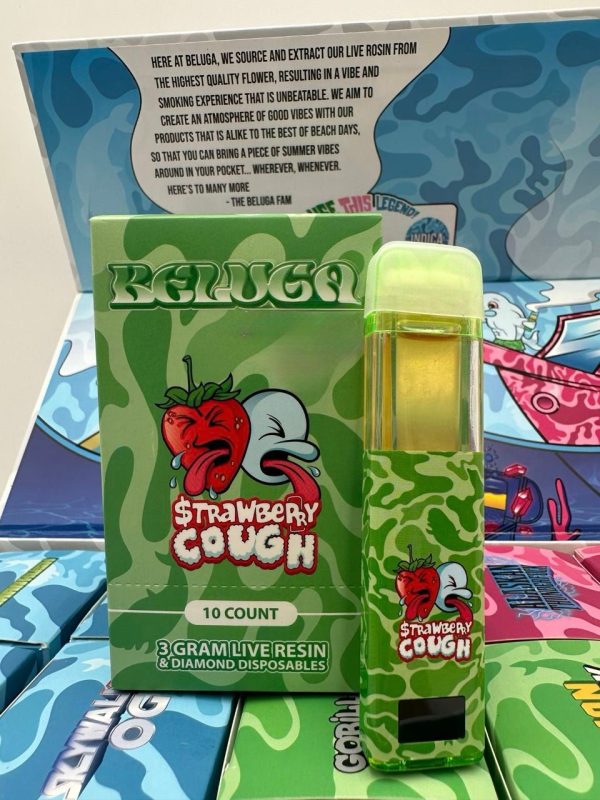 HERE AT BELUGA, WE SOURCE AND EXTRACT OUR LIVE ROSIN FROM
THE HIGHEST QUALITY FLOWER, RESULTING IN A VIBE AND
SMOKING EXPERIENCE THAT IS UNBEATABLE. WE AIM TO
CREATE AN ATMOSPHERE OF GOOD VIBES WITH OUR
PRODUCTS THAT IS ALIKE TO THE BEST OF BEACH DAYS,
SO THAT YOU CAN BRING A PIECE OF SUMMER VIBES
AROUND IN YOUR POCKET... WHEREVER, WHENEVER.
HERE'S TO MANY MORE
- THE BELUGA FAM
THIS LEGEND!
INDICA
BELUGA
$TRAWBERRY
COUGH
10 COUNT
3 GRAM LIVE RESIN
& DIAMOND DISPOSABLES
$TRAWBERRY
COUGH
SKYWAL
OG
GORILL